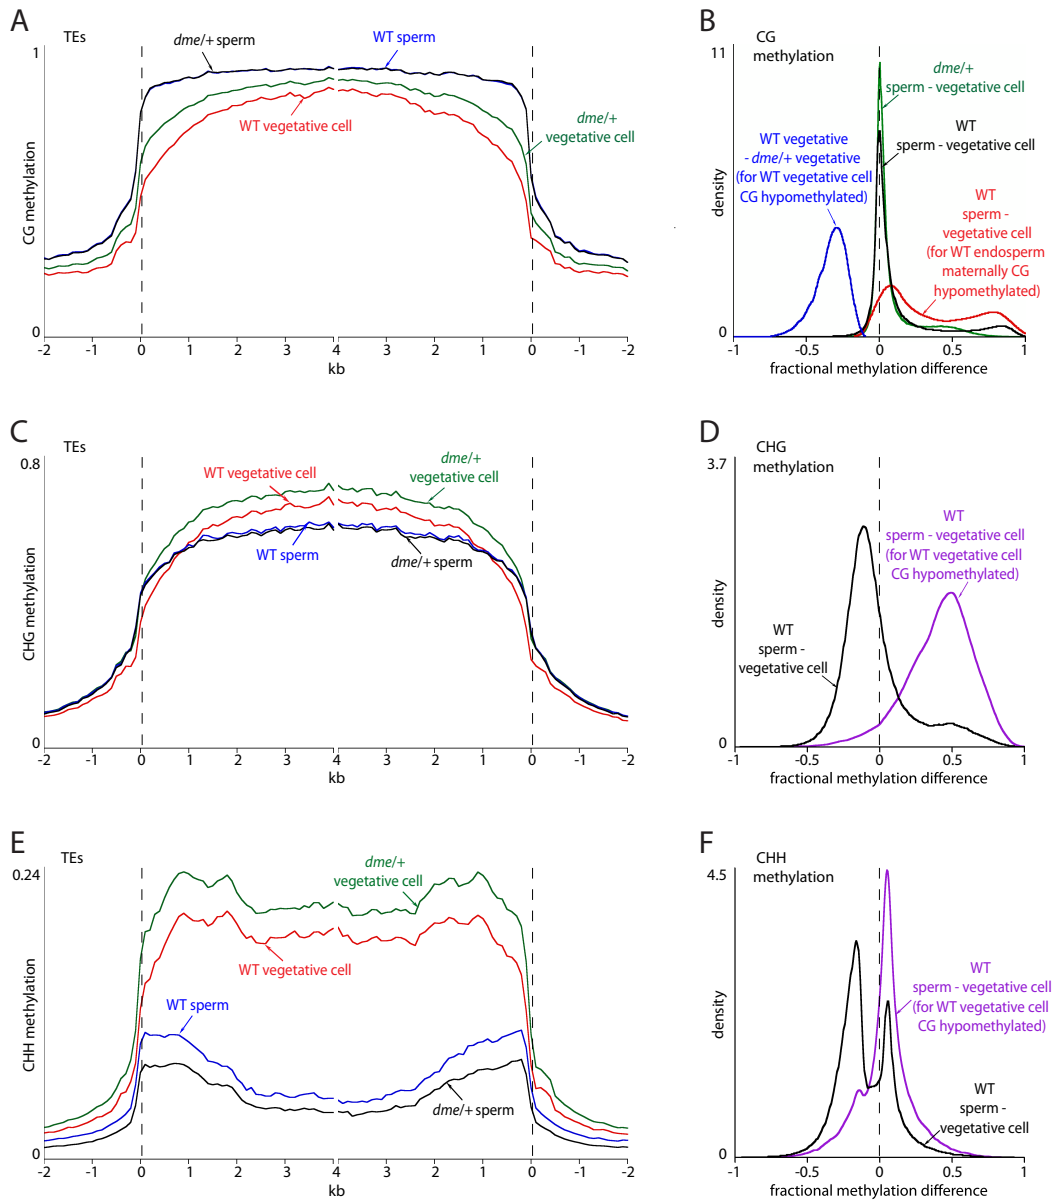 A
TEs
dme/+ sperm
WT sperm
1
CG methylation
0
WT vegetative cell
dme/+
vegetative cell
-2
1
0
1
2
3
4
3
2
1
0
-1
-2
kb
B
CG
methylation
11
density
0
dme/+
sperm - vegetative cell
WT
sperm - vegetative cell
WT vegetative
- dme/+ vegetative
(for WT vegetative cell
CG hypomethylated)
WT
sperm -
vegetative cell
(for WT endosperm
maternally CG
hypomethylated)
-1
-0.5
0
0.5
1
fractional methylation difference
C
TEs
0.8
CHG methylation
0
WT vegetative cell
dme/+
vegetative cell
WT sperm
dme/+ sperm
-2
1
0
1
2
3
4
3
2
1
0
-1
-2
kb
D
CHG
methylation
3.7
density
0
WT
sperm - vegetative cell
(for WT vegetative cell
CG hypomethylated)
WT
sperm -
vegetative cell
-1
-0.5
0
0.5
1
fractional methylation difference
E
TEs
0.24
CHH methylation
0
dme/+
vegetative cell
WT vegetative cell
WT sperm
dme/+ sperm
-2
1
0
1
2
3
4
3
2
1
0
-1
-2
kb
F
CHH
methylation
4.5
density
0
WT
sperm - vegetative cell
(for WT vegetative cell
CG hypomethylated)
WT
sperm -
vegetative cell
-1
-0.5
0
0.5
1
fractional methylation difference